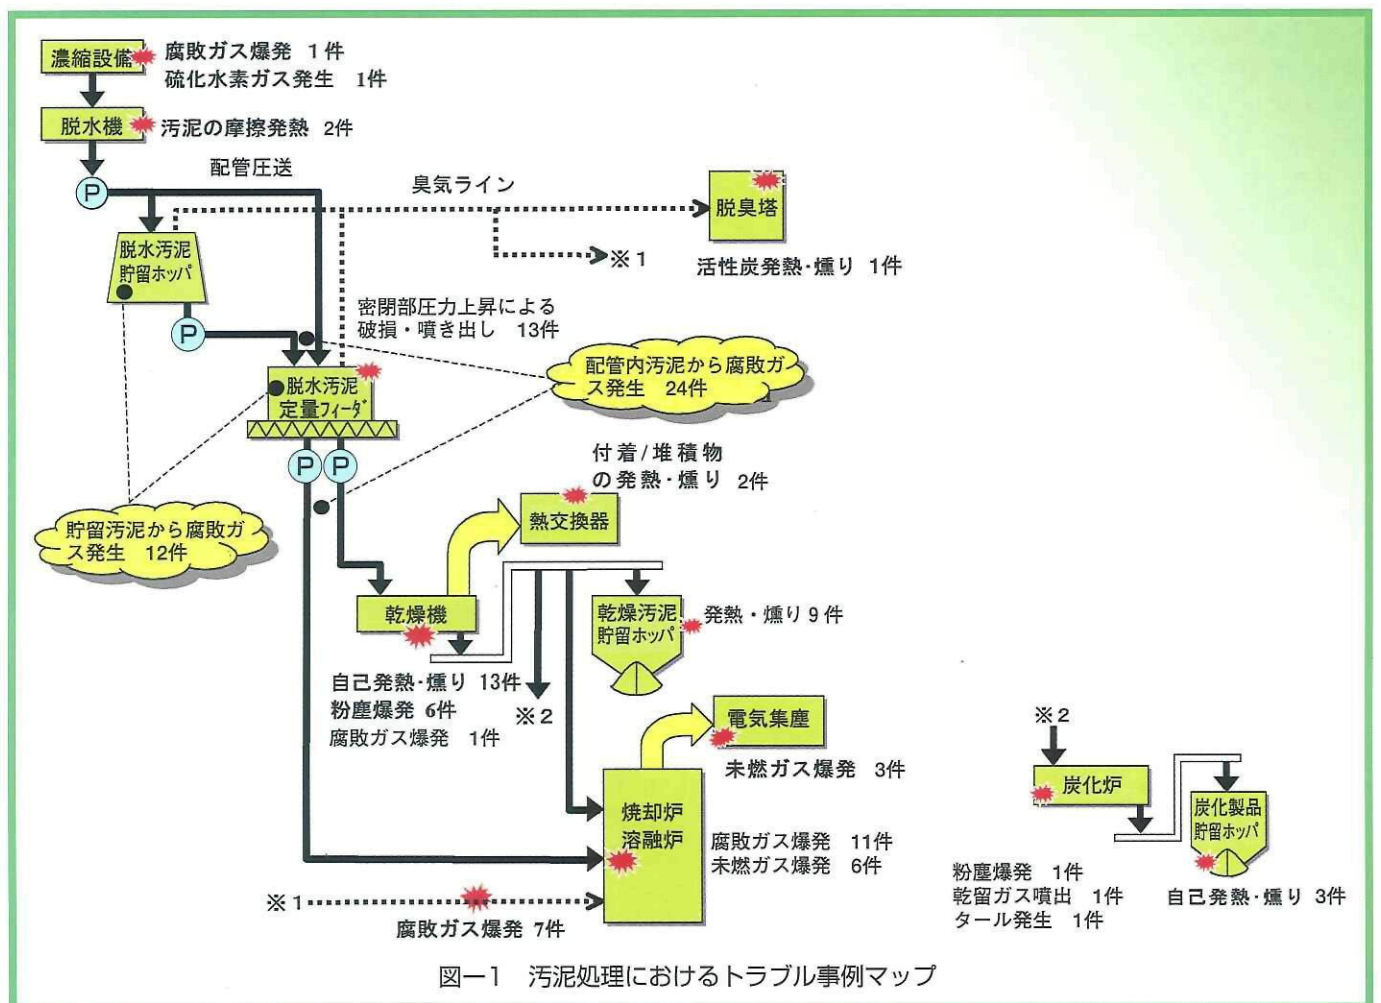 濃縮設備
腐敗ガス爆発 1件
硫化水素ガス発生 1件
脱水機
汚泥の摩擦発熱 2件
配管圧送
P
臭気ライン
脱臭塔
脱水汚泥
貯留ホッパ
※1
活性炭発熱・燻り 1件
P
密閉部圧力上昇による
破損・噴き出し 13件
配管内汚泥から腐敗ガ
ス発生 24件
脱水汚泥
定量フィーダ
P P
付着/堆積物
の発熱・燻り 2件
熱交換器
貯留汚泥から腐敗ガ
ス発生 12件
乾燥機
乾燥汚泥
貯留ホッパ
発熱・燻り 9件
自己発熱・燻り 13件
粉塵爆発 6件
腐敗ガス爆発 1件
※2
電気集塵
未燃ガス爆発 3件
※2
炭化炉
炭化製品
貯留ホッパ
焼却炉
溶融炉
腐敗ガス爆発 11件
未燃ガス爆発 6件
粉塵爆発 1件
乾留ガス噴出 1件
タール発生 1件
自己発熱・燻り 3件
※1
腐敗ガス爆発 7件
図ー1 汚泥処理におけるトラブル事例マップ